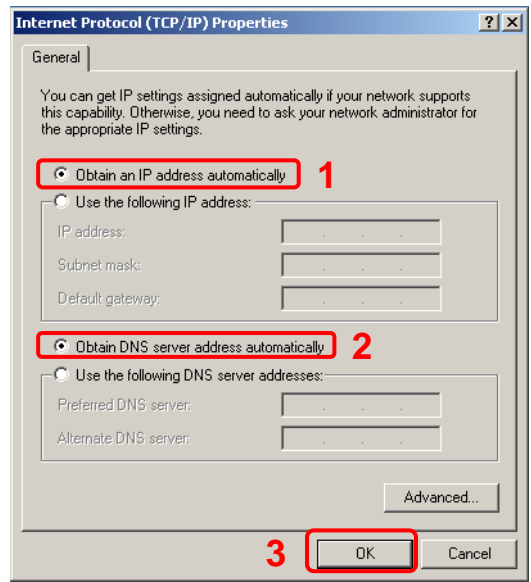 Internet Protocol (TCP/IP) Properties
General
You can get IP settings assigned automatically if your network supports
this capability. Otherwise, you need to ask your network administrator for
the appropriate IP settings.
Obtain an IP address automatically 1
Use the following IP address:
IP address:
Subnet mask:
Default gateway:
Obtain DNS server address automatically 2
Use the following DNS server addresses:
Preferred DNS server:
Alternate DNS server:
Advanced...
3 OK Cancel